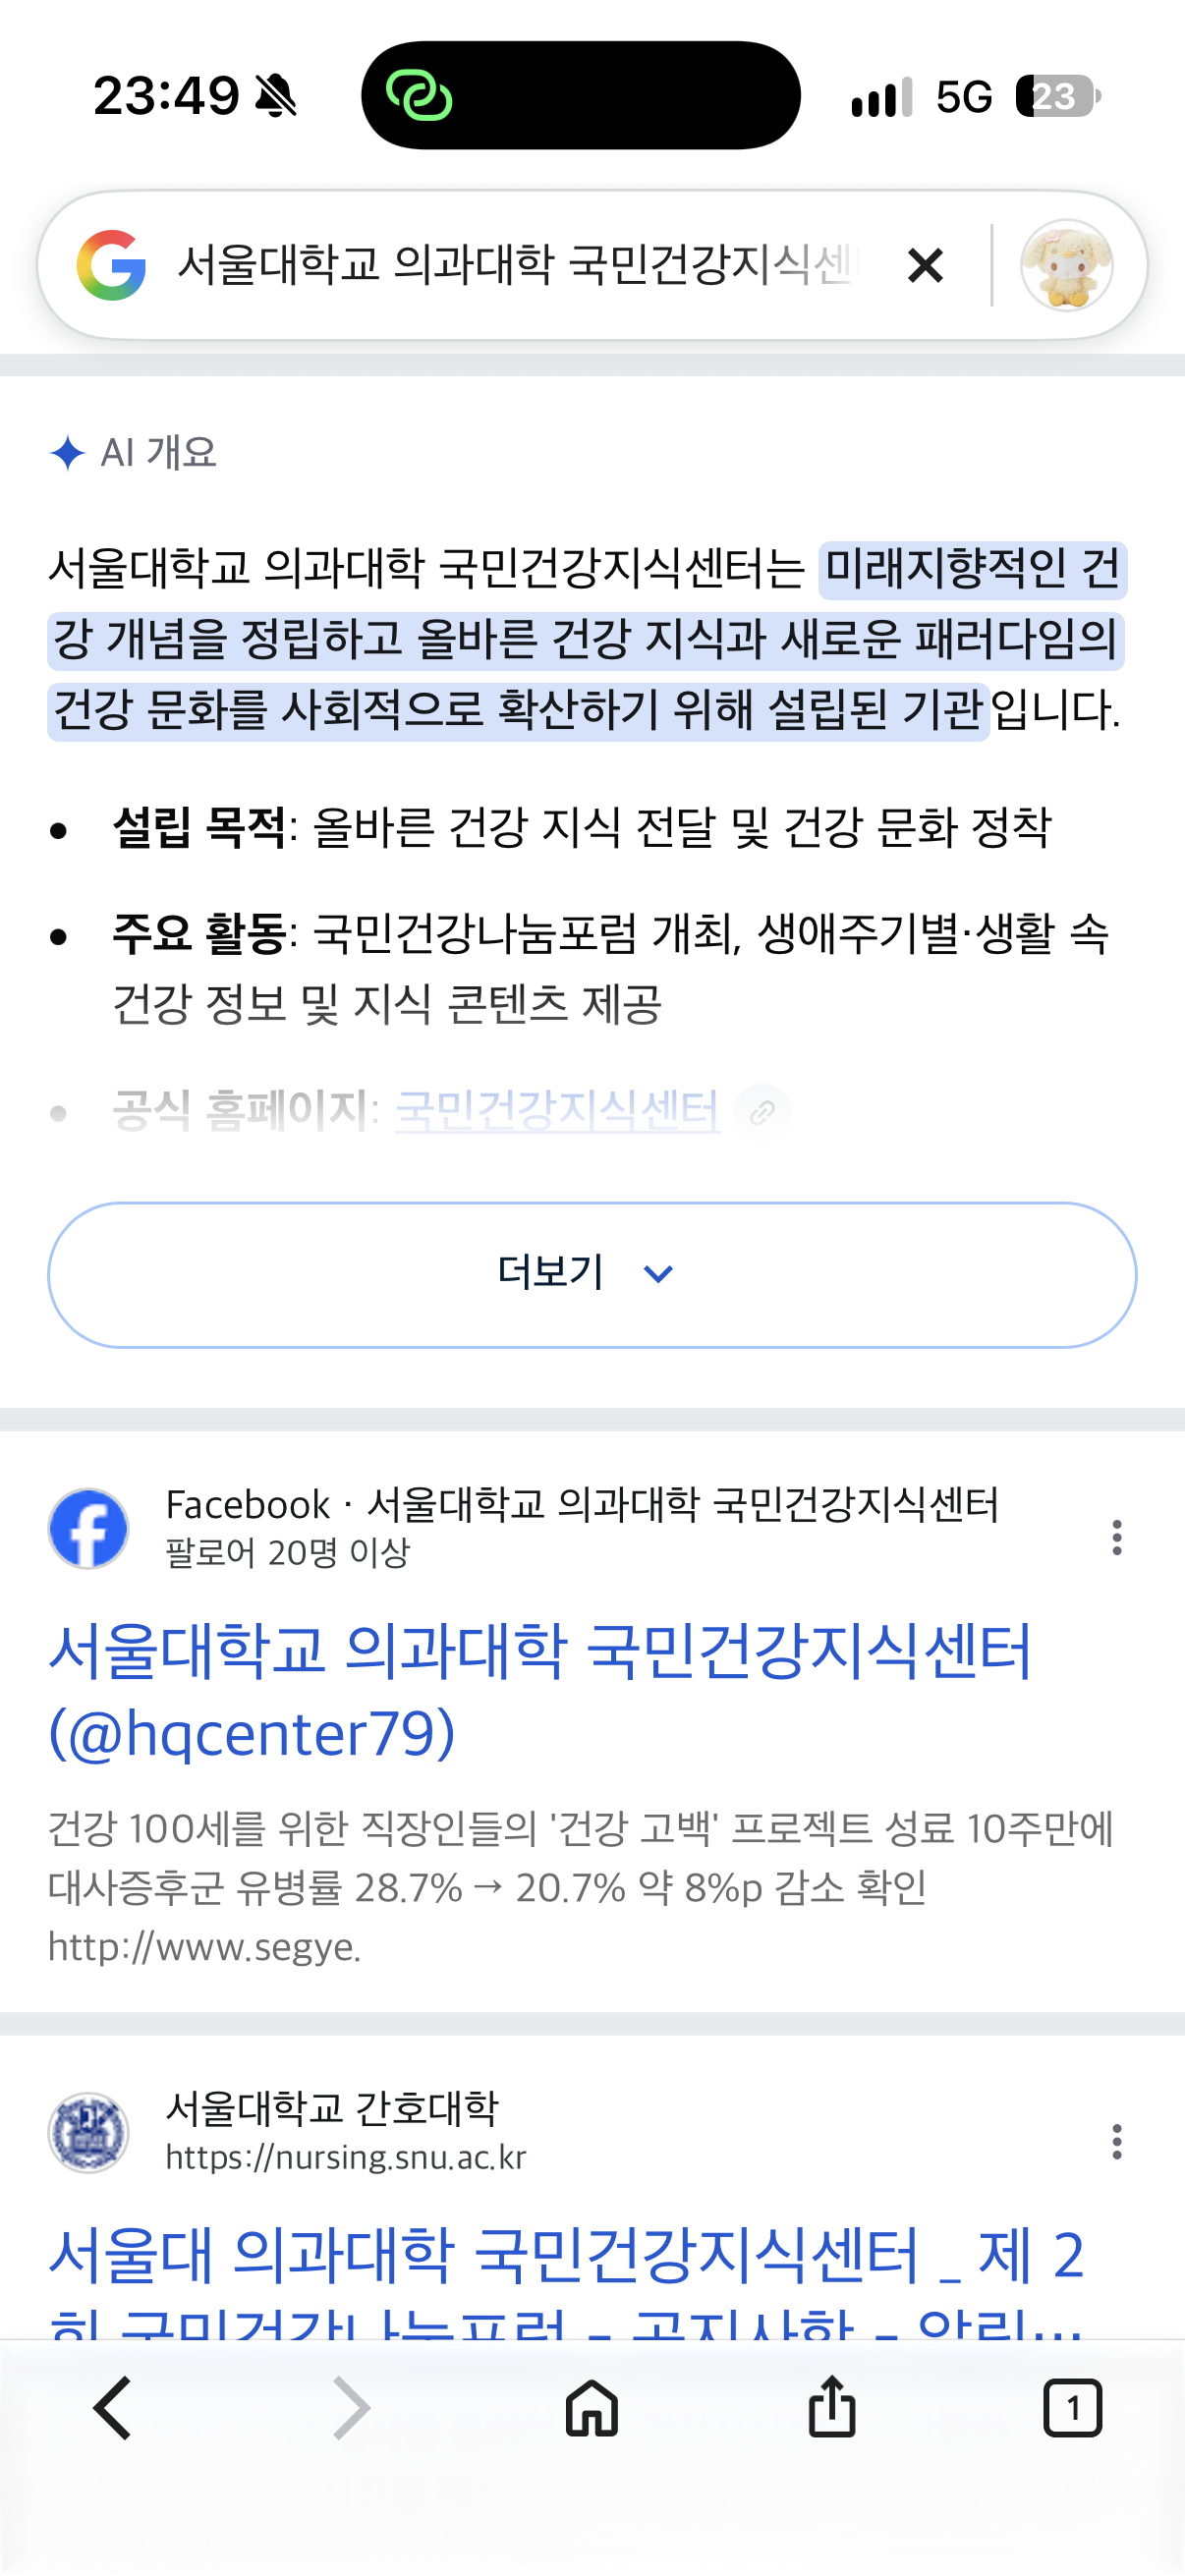 23:49
5G
23
서울대학교 의과대학 국민건강지식센
AI 개요
서울대학교 의과대학 국민건강지식센터는 미래지향적인 건
강 개념을 정립하고 올바른 건강 지식과 새로운 패러다임의
건강 문화를 사회적으로 확산하기 위해 설립된 기관입니다.
• 설립 목적: 올바른 건강 지식 전달 및 건강 문화 정착
• 주요 활동: 국민건강나눔포럼 개최, 생애주기별·생활 속
건강 정보 및 지식 콘텐츠 제공
• 공식 홈페이지: 국민건강지식센터
더보기
Facebook · 서울대학교 의과대학 국민건강지식센터
팔로어 20명 이상
서울대학교 의과대학 국민건강지식센터
(@hqcenter79)
건강 100세를 위한 직장인들의 '건강 고백' 프로젝트 성료 10주만에
대사증후군 유병률 28.7% → 20.7% 약 8%p 감소 확인
http://www.segye.
서울대학교 간호대학
https://nursing.snu.ac.kr
서울대 의과대학 국민건강지식센터 _ 제 2
회 국민건강나눔포럼 - 공지사항 - 알림…
1